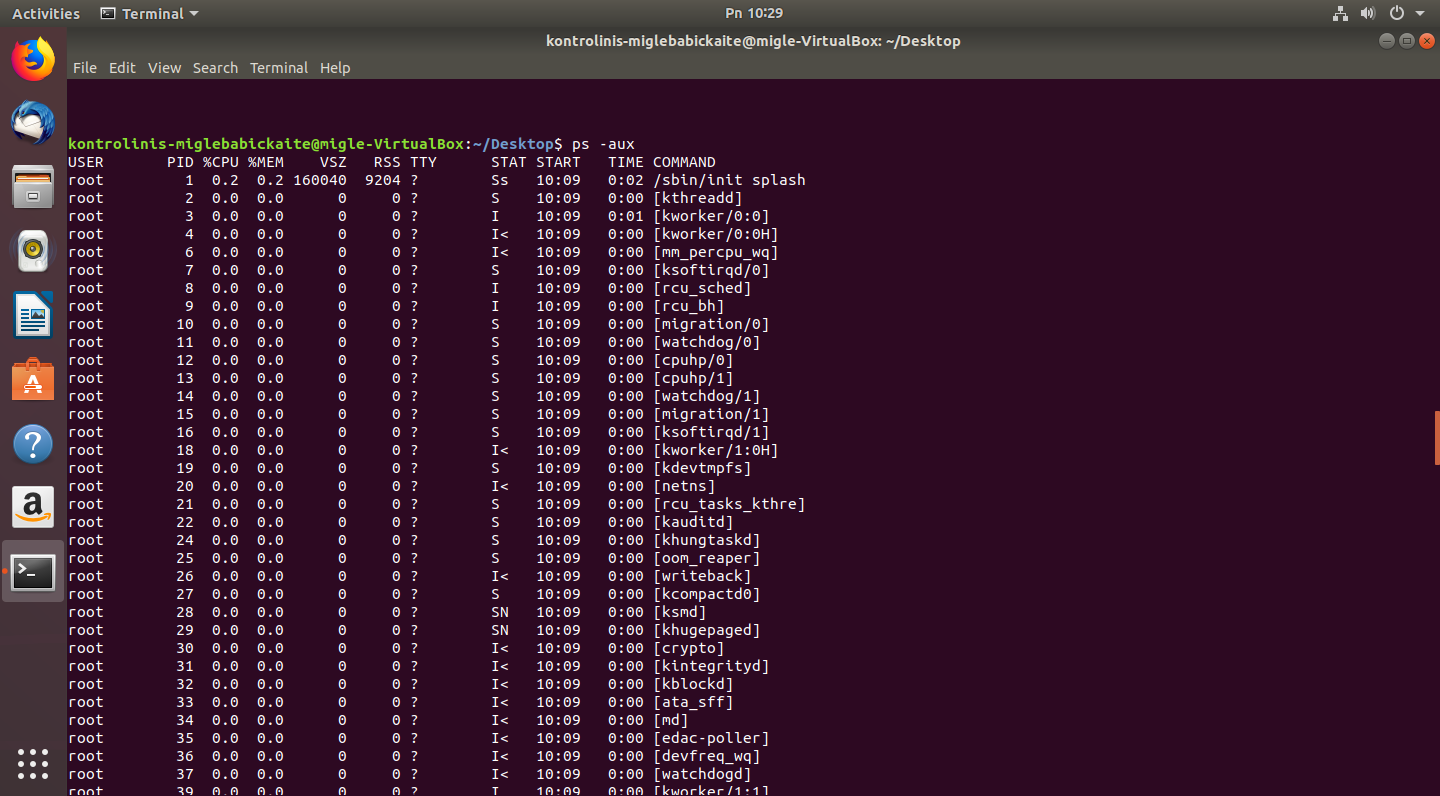 Activities Terminal Pn 10:29
kontrolinis-miglebabickaite@migle-VirtualBox: ~/Desktop
File Edit View Search Terminal Help
kontrolinis-miglebabickaite@migle-VirtualBox:~/Desktop$ ps -aux
USER PID %CPU %MEM VSZ RSS TTY STAT START TIME COMMAND
root 1 0.2 0.2 160040 9204 ? Ss 10:09 0:02 /sbin/init splash
root 2 0.0 0.0 0 0 ? S 10:09 0:00 [kthreadd]
root 3 0.0 0.0 0 0 ? I 10:09 0:01 [kworker/0:0]
root 4 0.0 0.0 0 0 ? I< 10:09 0:00 [kworker/0:0H]
root 6 0.0 0.0 0 0 ? I< 10:09 0:00 [mm_percpu_wq]
root 7 0.0 0.0 0 0 ? S 10:09 0:00 [ksoftirqd/0]
root 8 0.0 0.0 0 0 ? I 10:09 0:00 [rcu_sched]
root 9 0.0 0.0 0 0 ? I 10:09 0:00 [rcu_bh]
root 10 0.0 0.0 0 0 ? S 10:09 0:00 [migration/0]
root 11 0.0 0.0 0 0 ? S 10:09 0:00 [watchdog/0]
root 12 0.0 0.0 0 0 ? S 10:09 0:00 [cpuhp/0]
root 13 0.0 0.0 0 0 ? S 10:09 0:00 [cpuhp/1]
root 14 0.0 0.0 0 0 ? S 10:09 0:00 [watchdog/1]
root 15 0.0 0.0 0 0 ? S 10:09 0:00 [migration/1]
root 16 0.0 0.0 0 0 ? S 10:09 0:00 [ksoftirqd/1]
root 18 0.0 0.0 0 0 ? I< 10:09 0:00 [kworker/1:0H]
root 19 0.0 0.0 0 0 ? S 10:09 0:00 [kdevtmpfs]
root 20 0.0 0.0 0 0 ? I< 10:09 0:00 [netns]
root 21 0.0 0.0 0 0 ? S 10:09 0:00 [rcu_tasks_kthre]
root 22 0.0 0.0 0 0 ? S 10:09 0:00 [kauditd]
root 24 0.0 0.0 0 0 ? S 10:09 0:00 [khungtaskd]
root 25 0.0 0.0 0 0 ? S 10:09 0:00 [oom_reaper]
root 26 0.0 0.0 0 0 ? I< 10:09 0:00 [writeback]
root 27 0.0 0.0 0 0 ? S 10:09 0:00 [kcompactd0]
root 28 0.0 0.0 0 0 ? SN 10:09 0:00 [ksmd]
root 29 0.0 0.0 0 0 ? SN 10:09 0:00 [khugepaged]
root 30 0.0 0.0 0 0 ? I< 10:09 0:00 [crypto]
root 31 0.0 0.0 0 0 ? I< 10:09 0:00 [kintegrityd]
root 32 0.0 0.0 0 0 ? I< 10:09 0:00 [kblockd]
root 33 0.0 0.0 0 0 ? I< 10:09 0:00 [ata_sff]
root 34 0.0 0.0 0 0 ? I< 10:09 0:00 [md]
root 35 0.0 0.0 0 0 ? I< 10:09 0:00 [edac-poller]
root 36 0.0 0.0 0 0 ? I< 10:09 0:00 [devfreq_wq]
root 37 0.0 0.0 0 0 ? I< 10:09 0:00 [watchdogd]
root 39 0.0 0.0 0 0 ? I 10:09 0:00 [kworker/1:1]